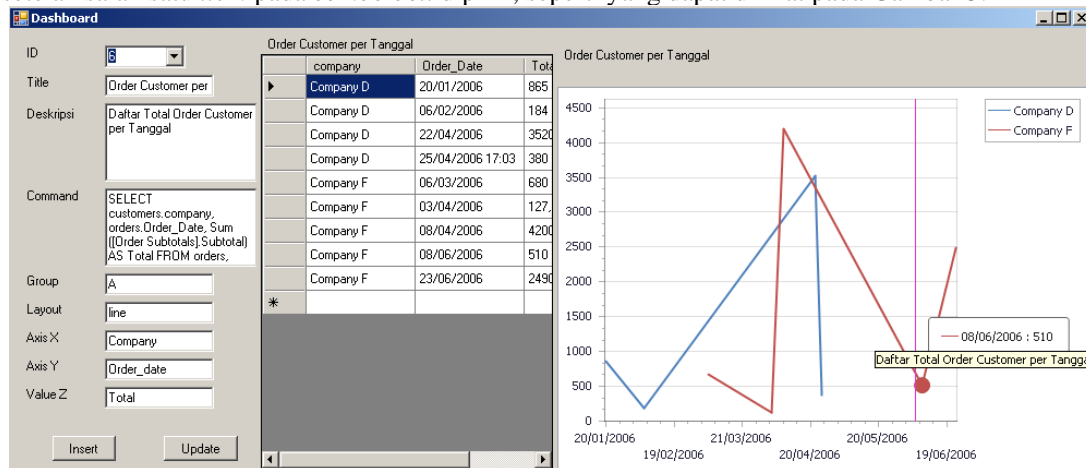 Dashboard
ID
6
Title
Order Customer per
Deskripsi
Daftar Total Order Customer
per Tanggal
Command
SELECT
customers.company,
orders.Order_Date, Sum
([Order Subtotals].Subtotal)
AS Total FROM orders,
Group
A
Layout
line
Axis X
Company
Axis Y
Order_date
Value Z
Total
Insert Update
Order Customer per Tanggal
company Order_Date Tota
Company D 20/01/2006 865
Company D 06/02/2006 184
Company D 22/04/2006 3520
Company D 25/04/2006 17:03 380
Company F 06/03/2006 680
Company F 03/04/2006 127,
Company F 08/04/2006 4200
Company F 08/06/2006 510
Company F 23/06/2006 2490
Order Customer per Tanggal
Company D
Company F
4500
4000
3500
3000
2500
2000
1500
1000
500
0
08/06/2006 : 510
Daftar Total Order Customer per Tangga
20/01/2006 21/03/2006 20/05/2006
19/02/2006 20/04/2006 19/06/2006